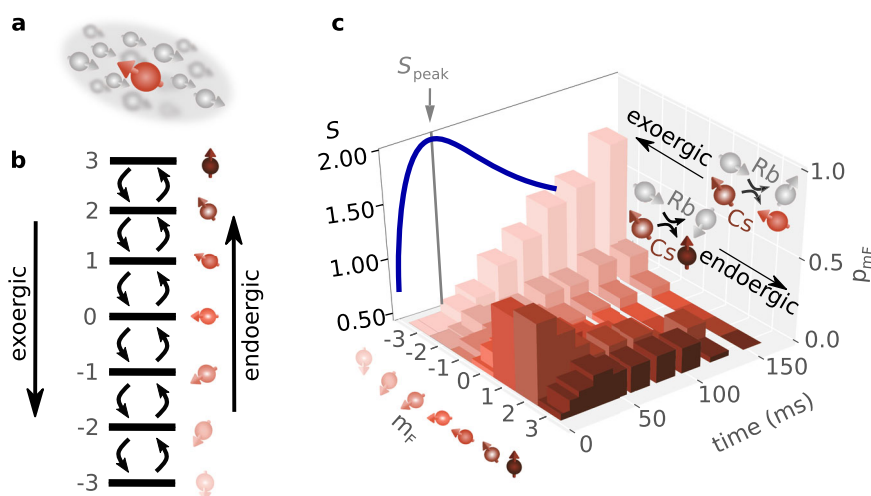 a
b
3
2
1
0
-1
-2
-3
exoergic
endoergic
c
S_peak
S
2.00
1.50
1.00
0.50
exoergic
Rb
Cs
Rb
Cs
endoergic
1.0
0.5
0.0
p_mF
-3
-2
-1
0
1
2
3
m_F
0
50
100
150
time (ms)